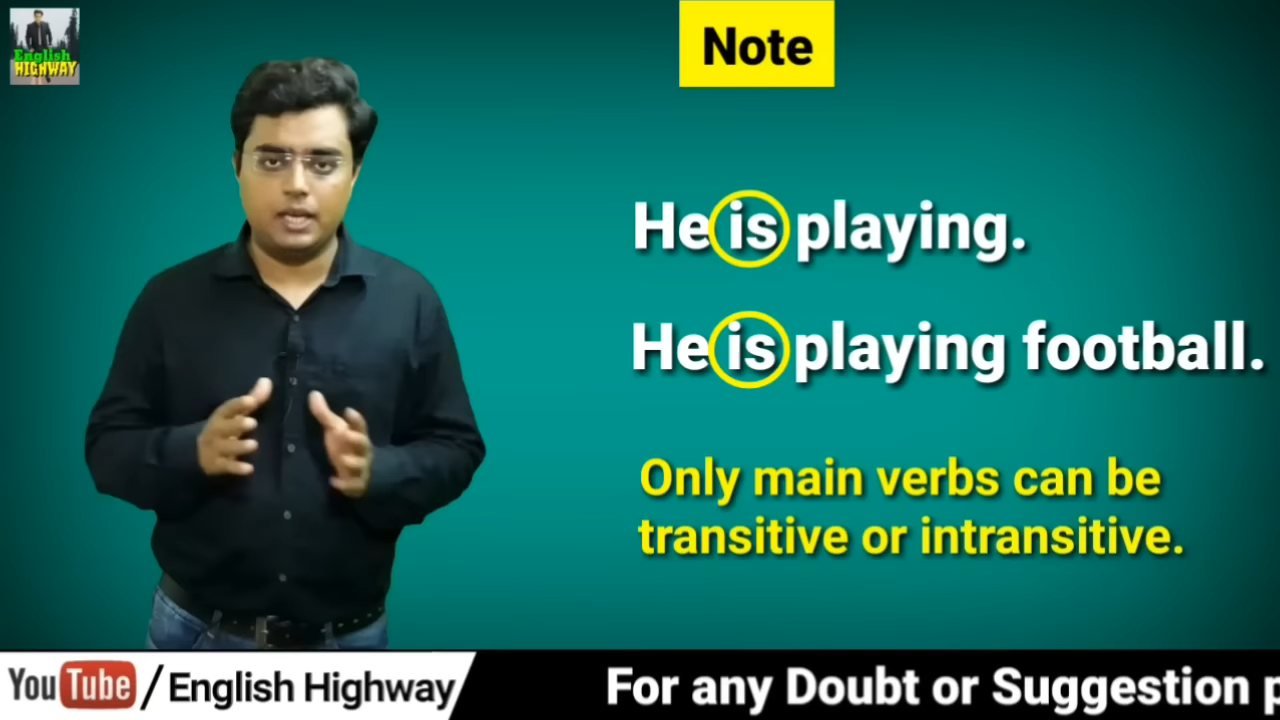 English
HIGHWAY
Note
He is playing.
He is playing football.
Only main verbs can be
transitive or intransitive.
YouTube/English Highway
For any Doubt or Suggestion p